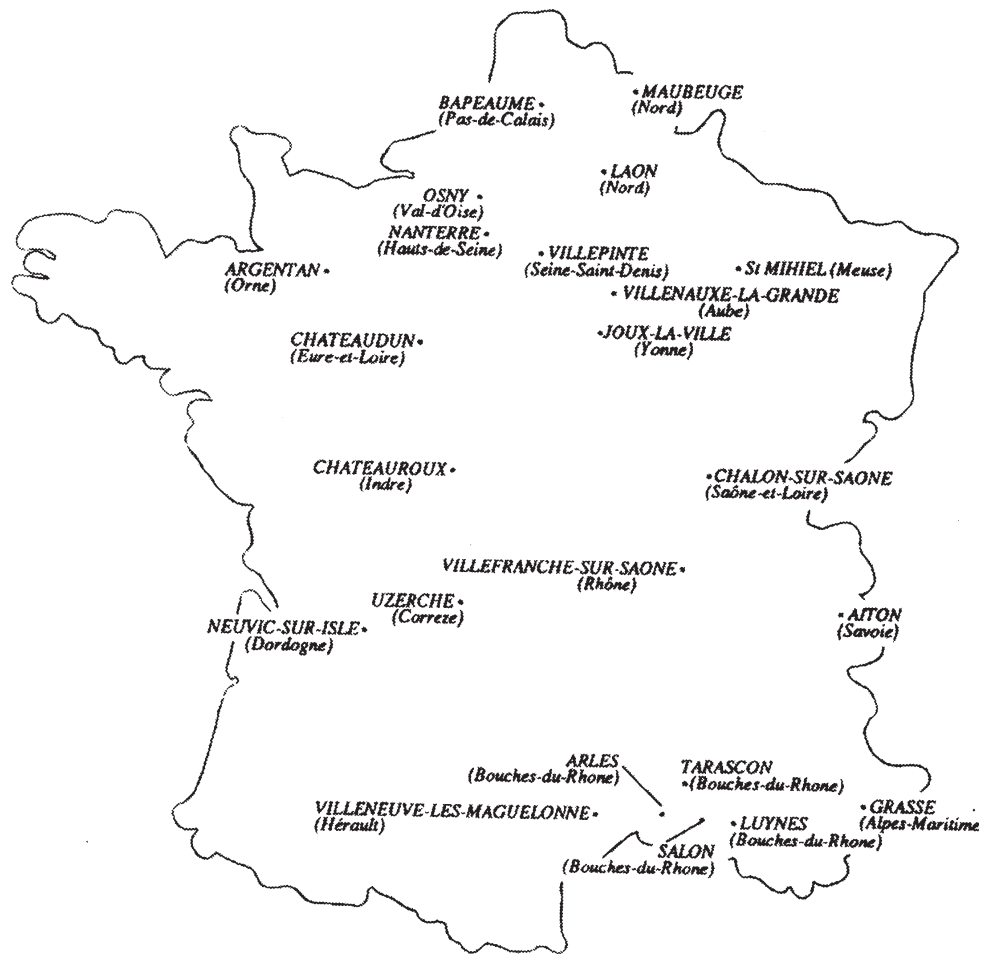 BAPEAUME
(Pas-de-Calais)
MAUBEUGE
(Nord)
LAON
(Nord)
OSNY
(Val-d'Oise)
NANTERRE
(Hauts-de-Seine)
VILLEPINTE
(Seine-Saint-Denis)
St MIHIEL (Meuse)
ARGENTAN
(Orne)
VILLENAUXE-LA-GRANDE
(Aube)
CHATEAUDUN
(Eure-et-Loire)
JOUX-LA-VILLE
(Yonne)
CHATEAUROUX
(Indre)
CHALON-SUR-SAONE
(Saône-et-Loire)
VILLEFRANCHE-SUR-SAONE
(Rhône)
UZERCHE
(Correze)
NEUVIC-SUR-ISLE
(Dordogne)
AITON
(Savoie)
ARLES
(Bouches-du-Rhone)
TARASCON
(Bouches-du-Rhone)
VILLENEUVE-LES-MAGUELONNE
(Hérault)
GRASSE
(Alpes-Maritime
LUYNES
(Bouches-du-Rhone)
SALON
(Bouches-du-Rhone)